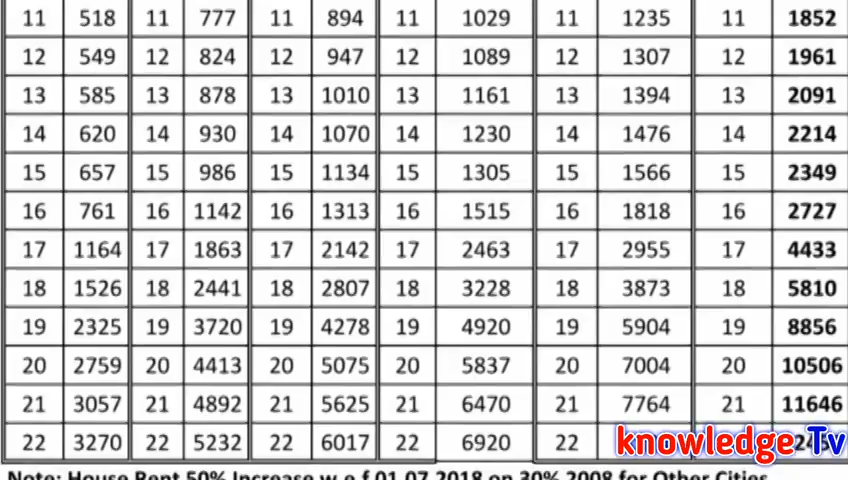 11 518 11 777 11 894 11 1029 11 1235 11 1852
12 549 12 824 12 947 12 1089 12 1307 12 1961
13 585 13 878 13 1010 13 1161 13 1394 13 2091
14 620 14 930 14 1070 14 1230 14 1476 14 2214
15 657 15 986 15 1134 15 1305 15 1566 15 2349
16 761 16 1142 16 1313 16 1515 16 1818 16 2727
17 1164 17 1863 17 2142 17 2463 17 2955 17 4433
18 1526 18 2441 18 2807 18 3228 18 3873 18 5810
19 2325 19 3720 19 4278 19 4920 19 5904 19 8856
20 2759 20 4413 20 5075 20 5837 20 7004 20 10506
21 3057 21 4892 21 5625 21 6470 21 7764 21 11646
22 3270 22 5232 22 6017 22 6920 22
knowledge Tv
Note: House Rent 50% Increase w.e.f 01.07.2018 on 30% 2008 for Other Cities